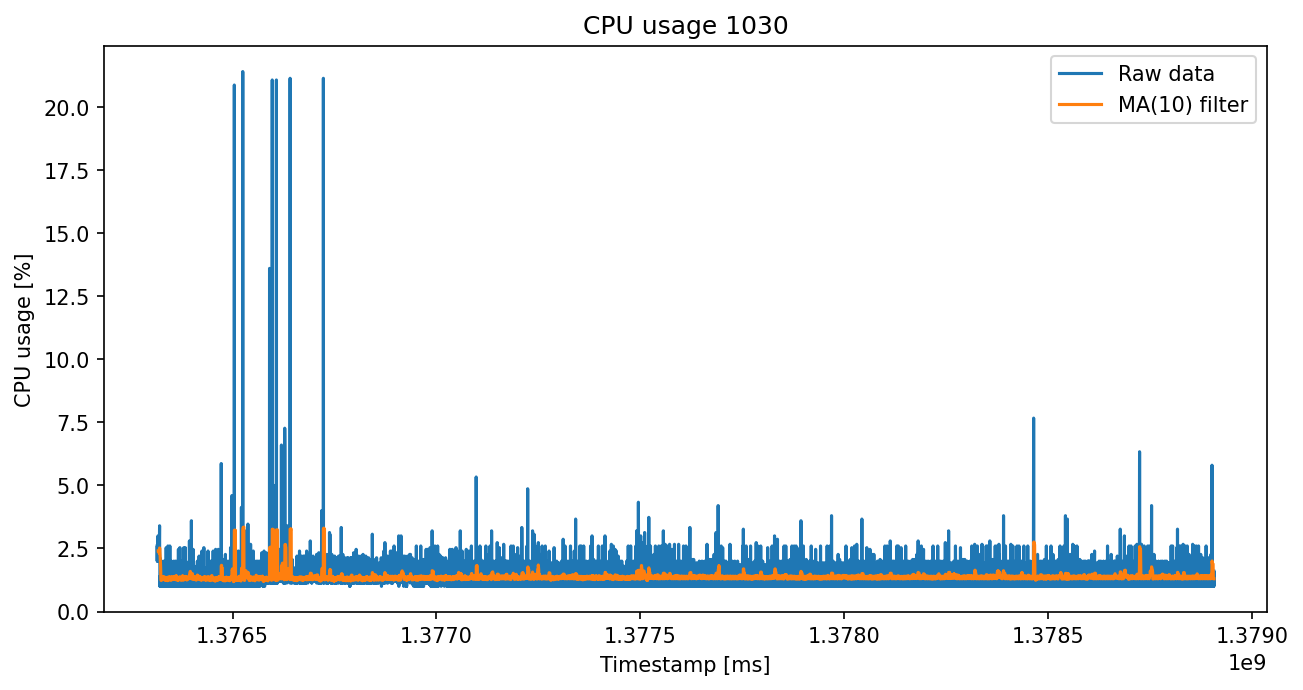 CPU usage 1030
Raw data
MA(10) filter
CPU usage [%]
20.0
17.5
15.0
12.5
10.0
7.5
5.0
2.5
0.0
1.3765 1.3770 1.3775 1.3780 1.3785 1.3790
1e9
Timestamp [ms]